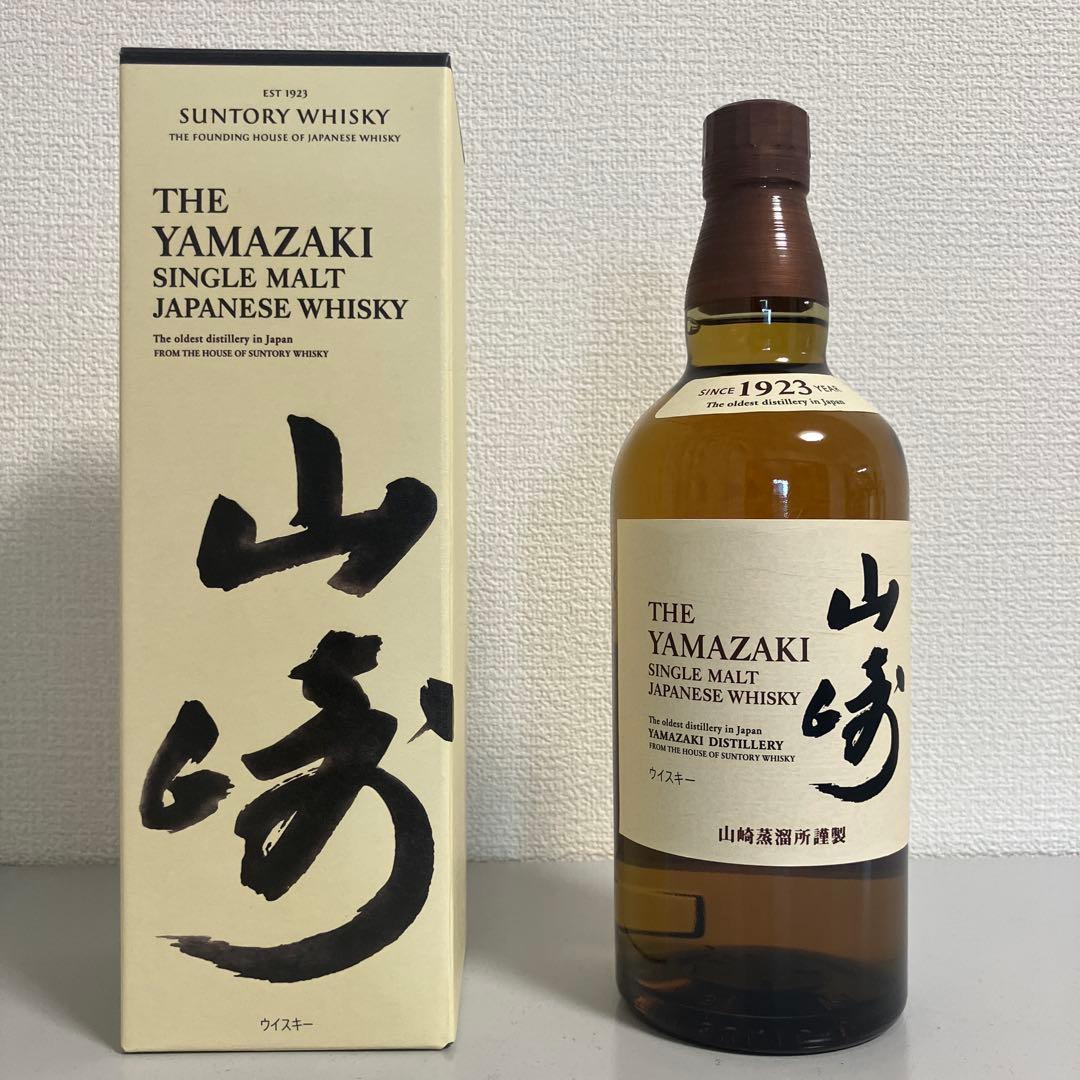 EST 1923
SUNTORY WHISKY
THE FOUNDING HOUSE OF JAPANESE WHISKY
THE
YAMAZAKI
SINGLE MALT
JAPANESE WHISKY
The oldest distillery in Japan
FROM THE HOUSE OF SUNTORY WHISKY
山
崎
ウイスキー
SINCE 1923 YEAR
The oldest distillery in Japan
山
崎
THE
YAMAZAKI
SINGLE MALT
JAPANESE WHISKY
The oldest distillery in Japan
YAMAZAKI DISTILLERY
FROM THE HOUSE OF SUNTORY WHISKY
ウイスキー
山崎蒸溜所謹製